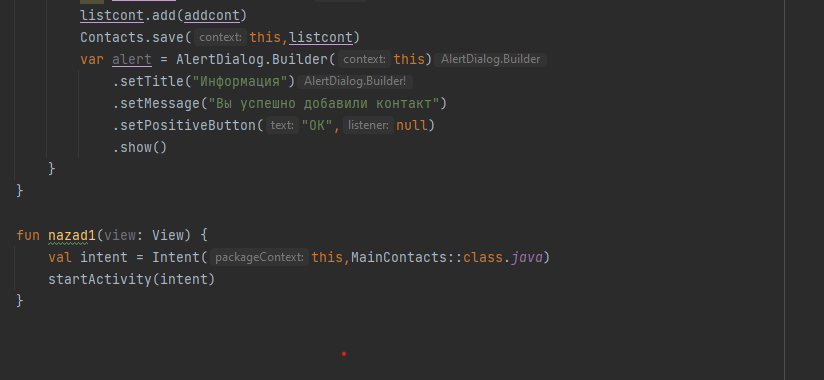 listcont.add(addcont)
Contacts.save( context: this,listcont)
var alert = AlertDialog.Builder( context: this) AlertDialog.Builder
.setTitle("Информация") AlertDialog.Builder!
.setMessage("Вы успешно добавили контакт")
.setPositiveButton( text: "OK", listener: null)
.show()
}
}
fun nazad1(view: View) {
val intent = Intent( packageContext: this,MainContacts::class.java)
startActivity(intent)
}